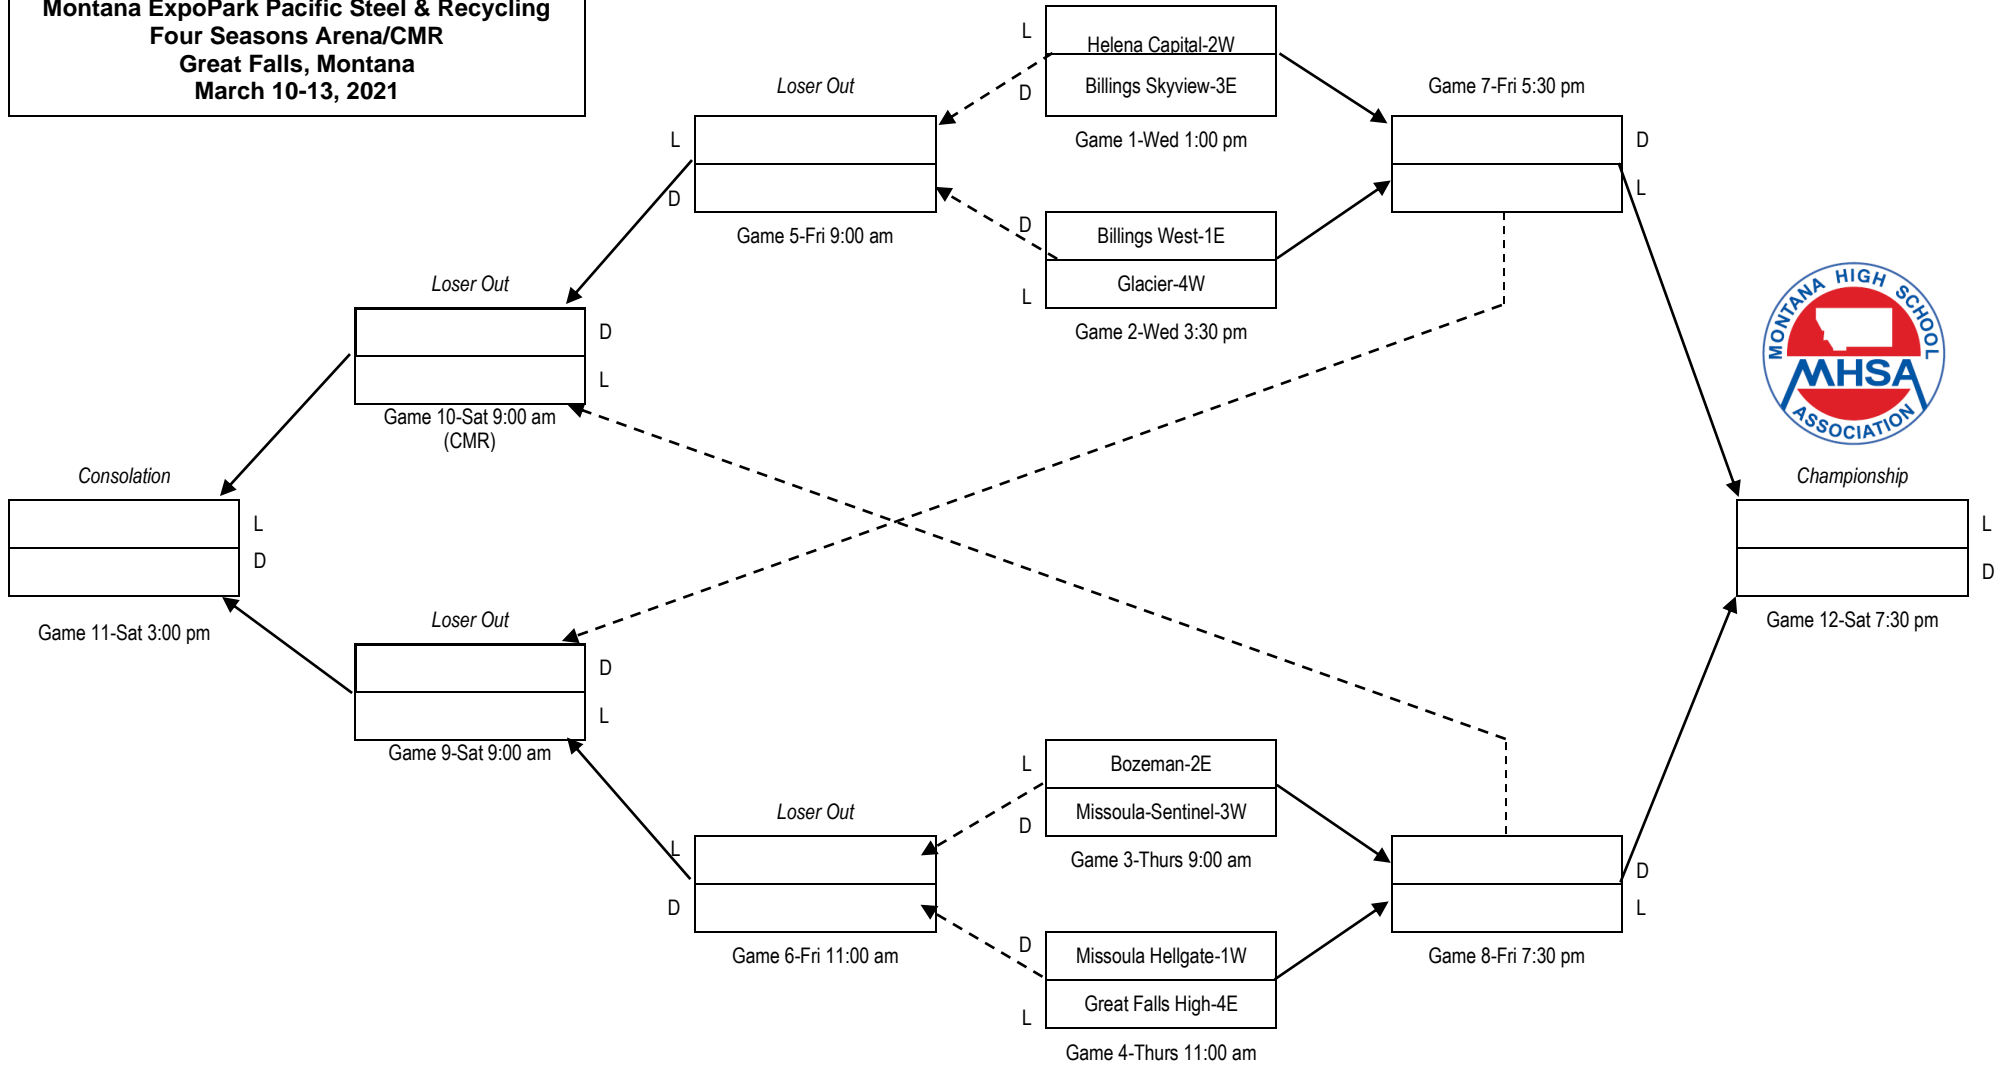 Montana ExpoPark Pacific Steel & Recycling
Four Seasons Arena/CMR
Great Falls, Montana
March 10-13, 2021
L
Helena Capital-2W
D
Billings Skyview-3E
Game 1-Wed 1:00 pm
Loser Out
L
D
Game 5-Fri 9:00 am
Game 7-Fri 5:30 pm
D
L
D
Billings West-1E
Glacier-4W
L
Game 2-Wed 3:30 pm
Loser Out
D
L
Game 10-Sat 9:00 am
(CMR)
MONTANA HIGH SCHOOL
MHSA
ASSOCIATION
Consolation
L
D
Game 11-Sat 3:00 pm
Championship
L
D
Game 12-Sat 7:30 pm
Loser Out
D
L
Game 9-Sat 9:00 am
L
Bozeman-2E
D
Missoula-Sentinel-3W
Game 3-Thurs 9:00 am
Loser Out
L
D
Game 6-Fri 11:00 am
D
L
Game 8-Fri 7:30 pm
D
Missoula Hellgate-1W
Great Falls High-4E
L
Game 4-Thurs 11:00 am